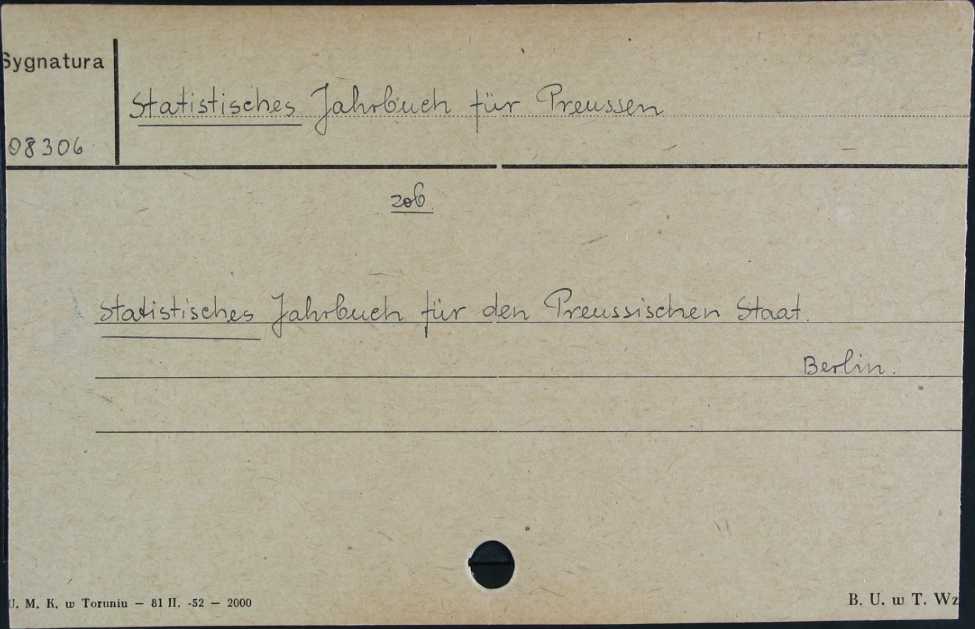 Sygnatura
Statistisches Jahrbuch für Preussen
08306
zob.
Statistisches Jahrbuch für den Preussischen Staat.
Berlin.
U. M. K. w Toruniu — 81 II. -52 — 2000
B. U. w T. Wz